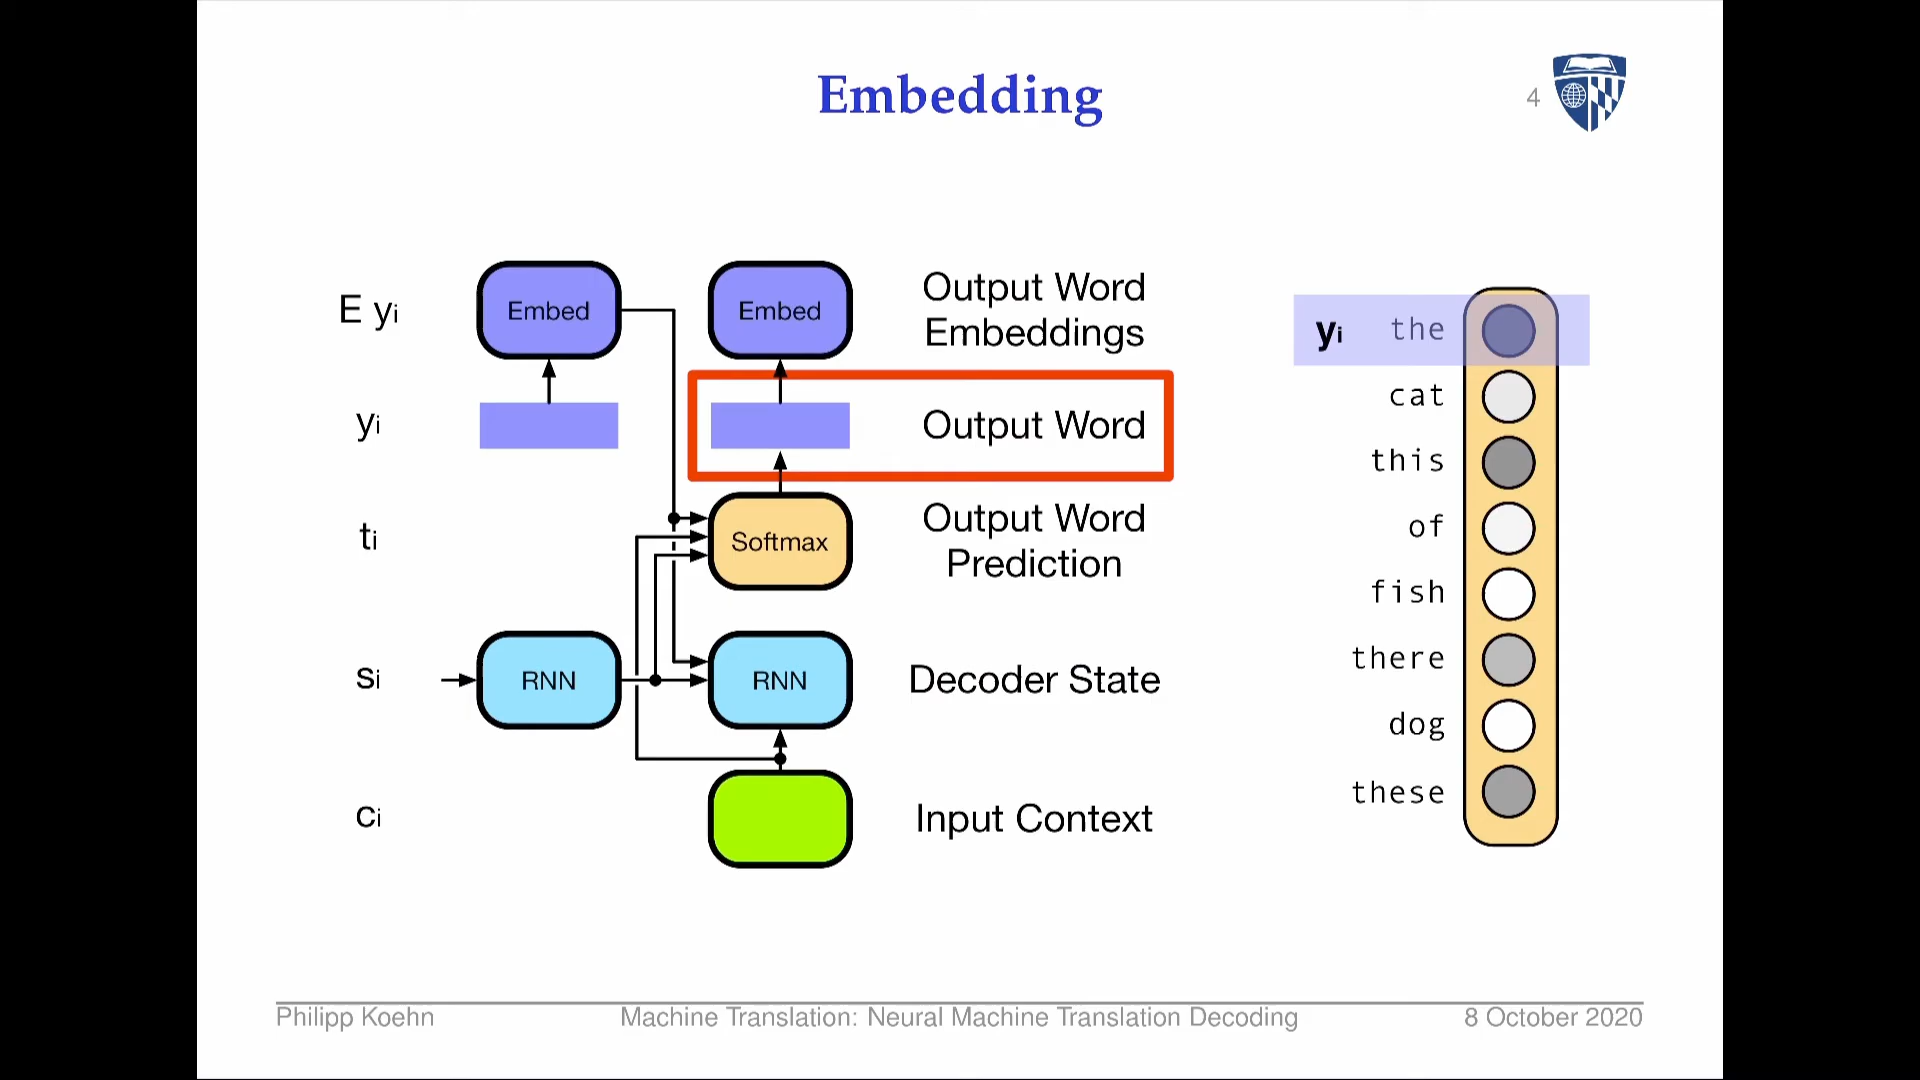 Embedding
4
E yi
Embed
Embed
Output Word
Embeddings
yi
Output Word
ti
Softmax
Output Word
Prediction
si
RNN
RNN
Decoder State
ci
Input Context
yi the
cat
this
of
fish
there
dog
these
Philipp Koehn
Machine Translation: Neural Machine Translation Decoding
8 October 2020